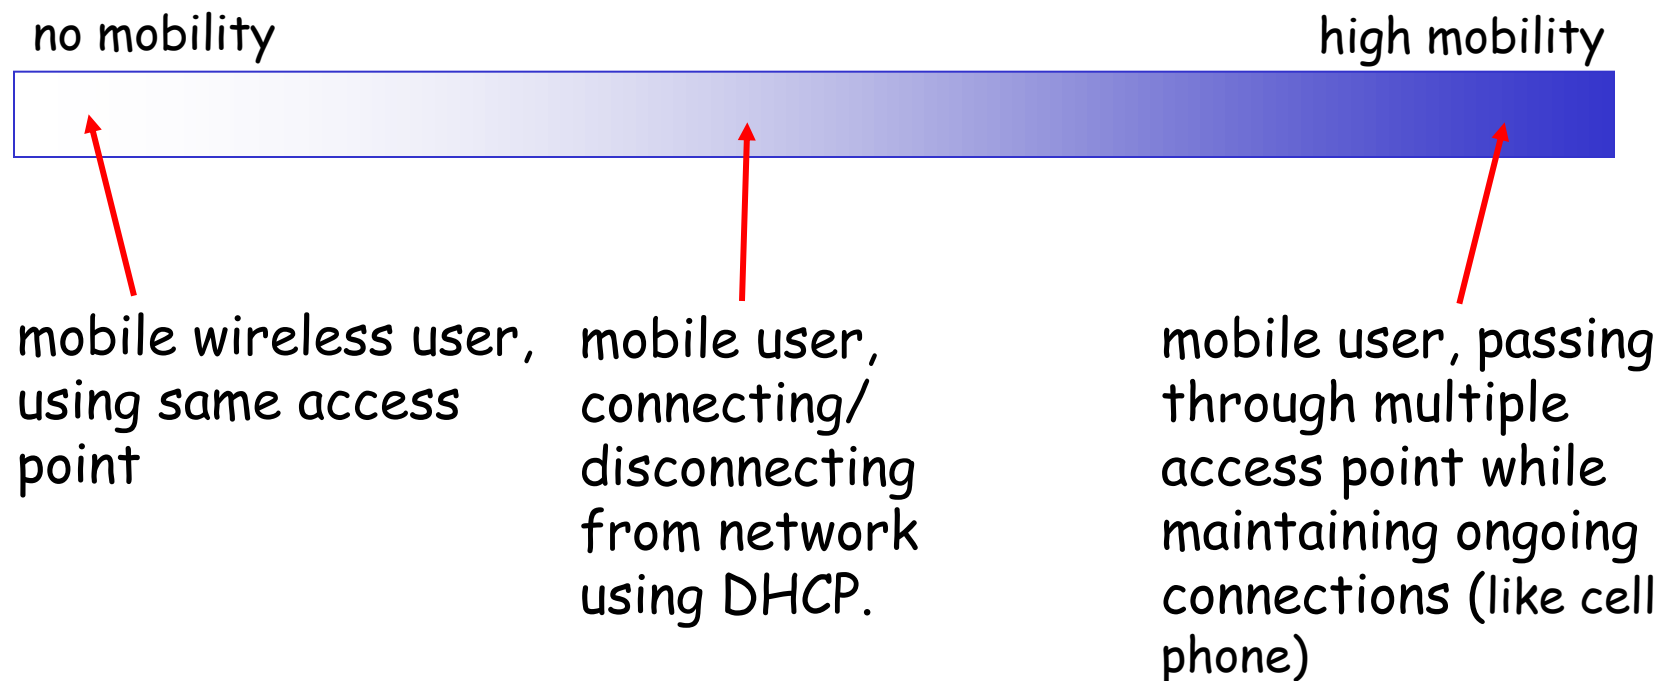 no mobility
high mobility
mobile wireless user,
using same access
point
mobile user,
connecting/
disconnecting
from network
using DHCP.
mobile user, passing
through multiple
access point while
maintaining ongoing
connections (like cell
phone)